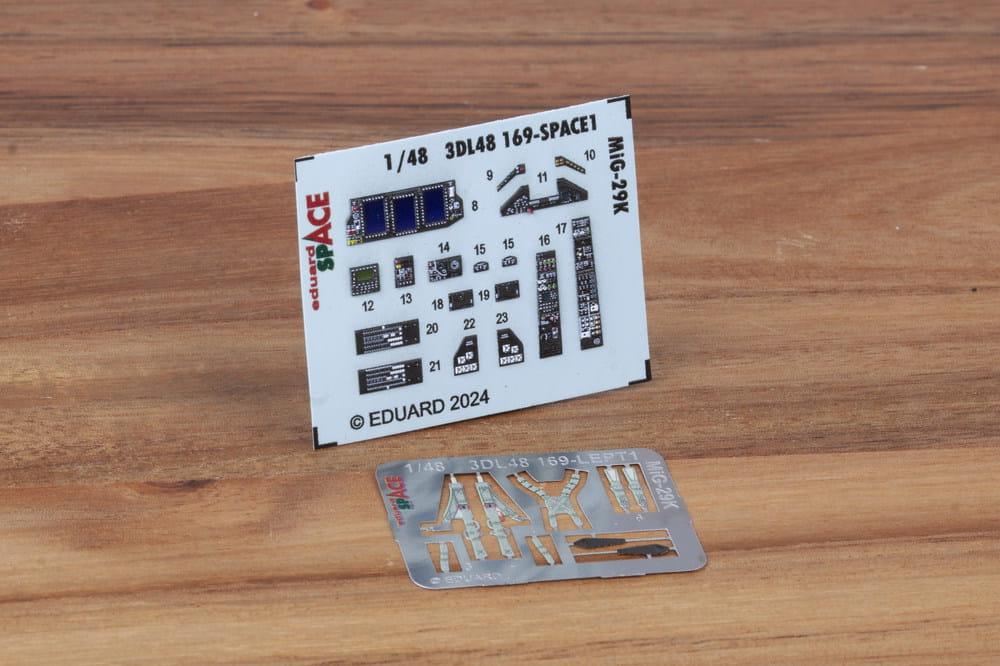 1/48 3DL48 169-SPACE1
MiG-29K
eduard
SPACE
8
9
10
11
12
13
14
15
15
16
17
18
19
20
21
22
23
© EDUARD 2024
1/48 3DL48 169-LEPT1
MiG-29K
eduard
SPACE
© EDUARD